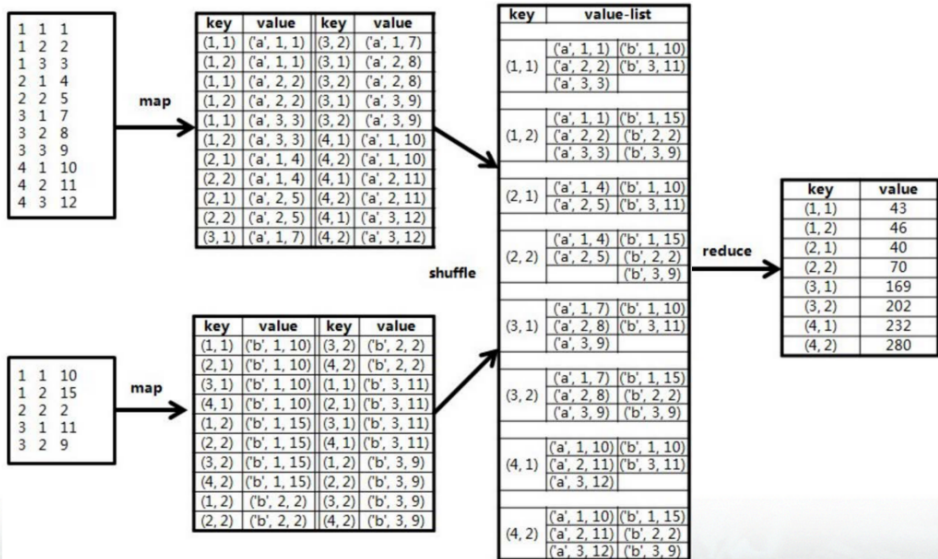 1 1 1
1 2 2
1 3 3
2 1 4
2 2 5
3 1 7
3 2 8
3 3 9
4 1 10
4 2 11
4 3 12
map
key value key value
(1, 1) ('a', 1, 1) (3, 2) ('a', 1, 7)
(1, 2) ('a', 1, 1) (3, 1) ('a', 2, 8)
(1, 1) ('a', 2, 2) (3, 2) ('a', 2, 8)
(1, 2) ('a', 2, 2) (3, 1) ('a', 3, 9)
(1, 1) ('a', 3, 3) (3, 2) ('a', 3, 9)
(1, 2) ('a', 3, 3) (4, 1) ('a', 1, 10)
(2, 1) ('a', 1, 4) (4, 2) ('a', 1, 10)
(2, 2) ('a', 1, 4) (4, 1) ('a', 2, 11)
(2, 1) ('a', 2, 5) (4, 2) ('a', 2, 11)
(2, 2) ('a', 2, 5) (4, 1) ('a', 3, 12)
(3, 1) ('a', 1, 7) (4, 2) ('a', 3, 12)
1 1 10
1 2 15
2 2 2
3 1 11
3 2 9
map
key value key value
(1, 1) ('b', 1, 10) (3, 2) ('b', 2, 2)
(2, 1) ('b', 1, 10) (4, 2) ('b', 2, 2)
(3, 1) ('b', 1, 10) (1, 1) ('b', 3, 11)
(4, 1) ('b', 1, 10) (2, 1) ('b', 3, 11)
(1, 2) ('b', 1, 15) (3, 1) ('b', 3, 11)
(2, 2) ('b', 1, 15) (4, 1) ('b', 3, 11)
(3, 2) ('b', 1, 15) (1, 2) ('b', 3, 9)
(4, 2) ('b', 1, 15) (2, 2) ('b', 3, 9)
(1, 2) ('b', 2, 2) (3, 2) ('b', 3, 9)
(2, 2) ('b', 2, 2) (4, 2) ('b', 3, 9)
shuffle
key value-list
('a', 1, 1) ('b', 1, 10)
(1, 1) ('a', 2, 2) ('b', 3, 11)
('a', 3, 3)
('a', 1, 1) ('b', 1, 15)
(1, 2) ('a', 2, 2) ('b', 2, 2)
('a', 3, 3) ('b', 3, 9)
(2, 1) ('a', 1, 4) ('b', 1, 10)
('a', 2, 5) ('b', 3, 11)
('a', 1, 4) ('b', 1, 15)
(2, 2) ('a', 2, 5) ('b', 2, 2)
('b', 3, 9)
('a', 1, 7) ('b', 1, 10)
(3, 1) ('a', 2, 8) ('b', 3, 11)
('a', 3, 9)
('a', 1, 7) ('b', 1, 15)
(3, 2) ('a', 2, 8) ('b', 2, 2)
('a', 3, 9) ('b', 3, 9)
('a', 1, 10) ('b', 1, 10)
(4, 1) ('a', 2, 11) ('b', 3, 11)
('a', 3, 12)
('a', 1, 10) ('b', 1, 15)
(4, 2) ('a', 2, 11) ('b', 2, 2)
('a', 3, 12) ('b', 3, 9)
reduce
key value
(1, 1) 43
(1, 2) 46
(2, 1) 40
(2, 2) 70
(3, 1) 169
(3, 2) 202
(4, 1) 232
(4, 2) 280